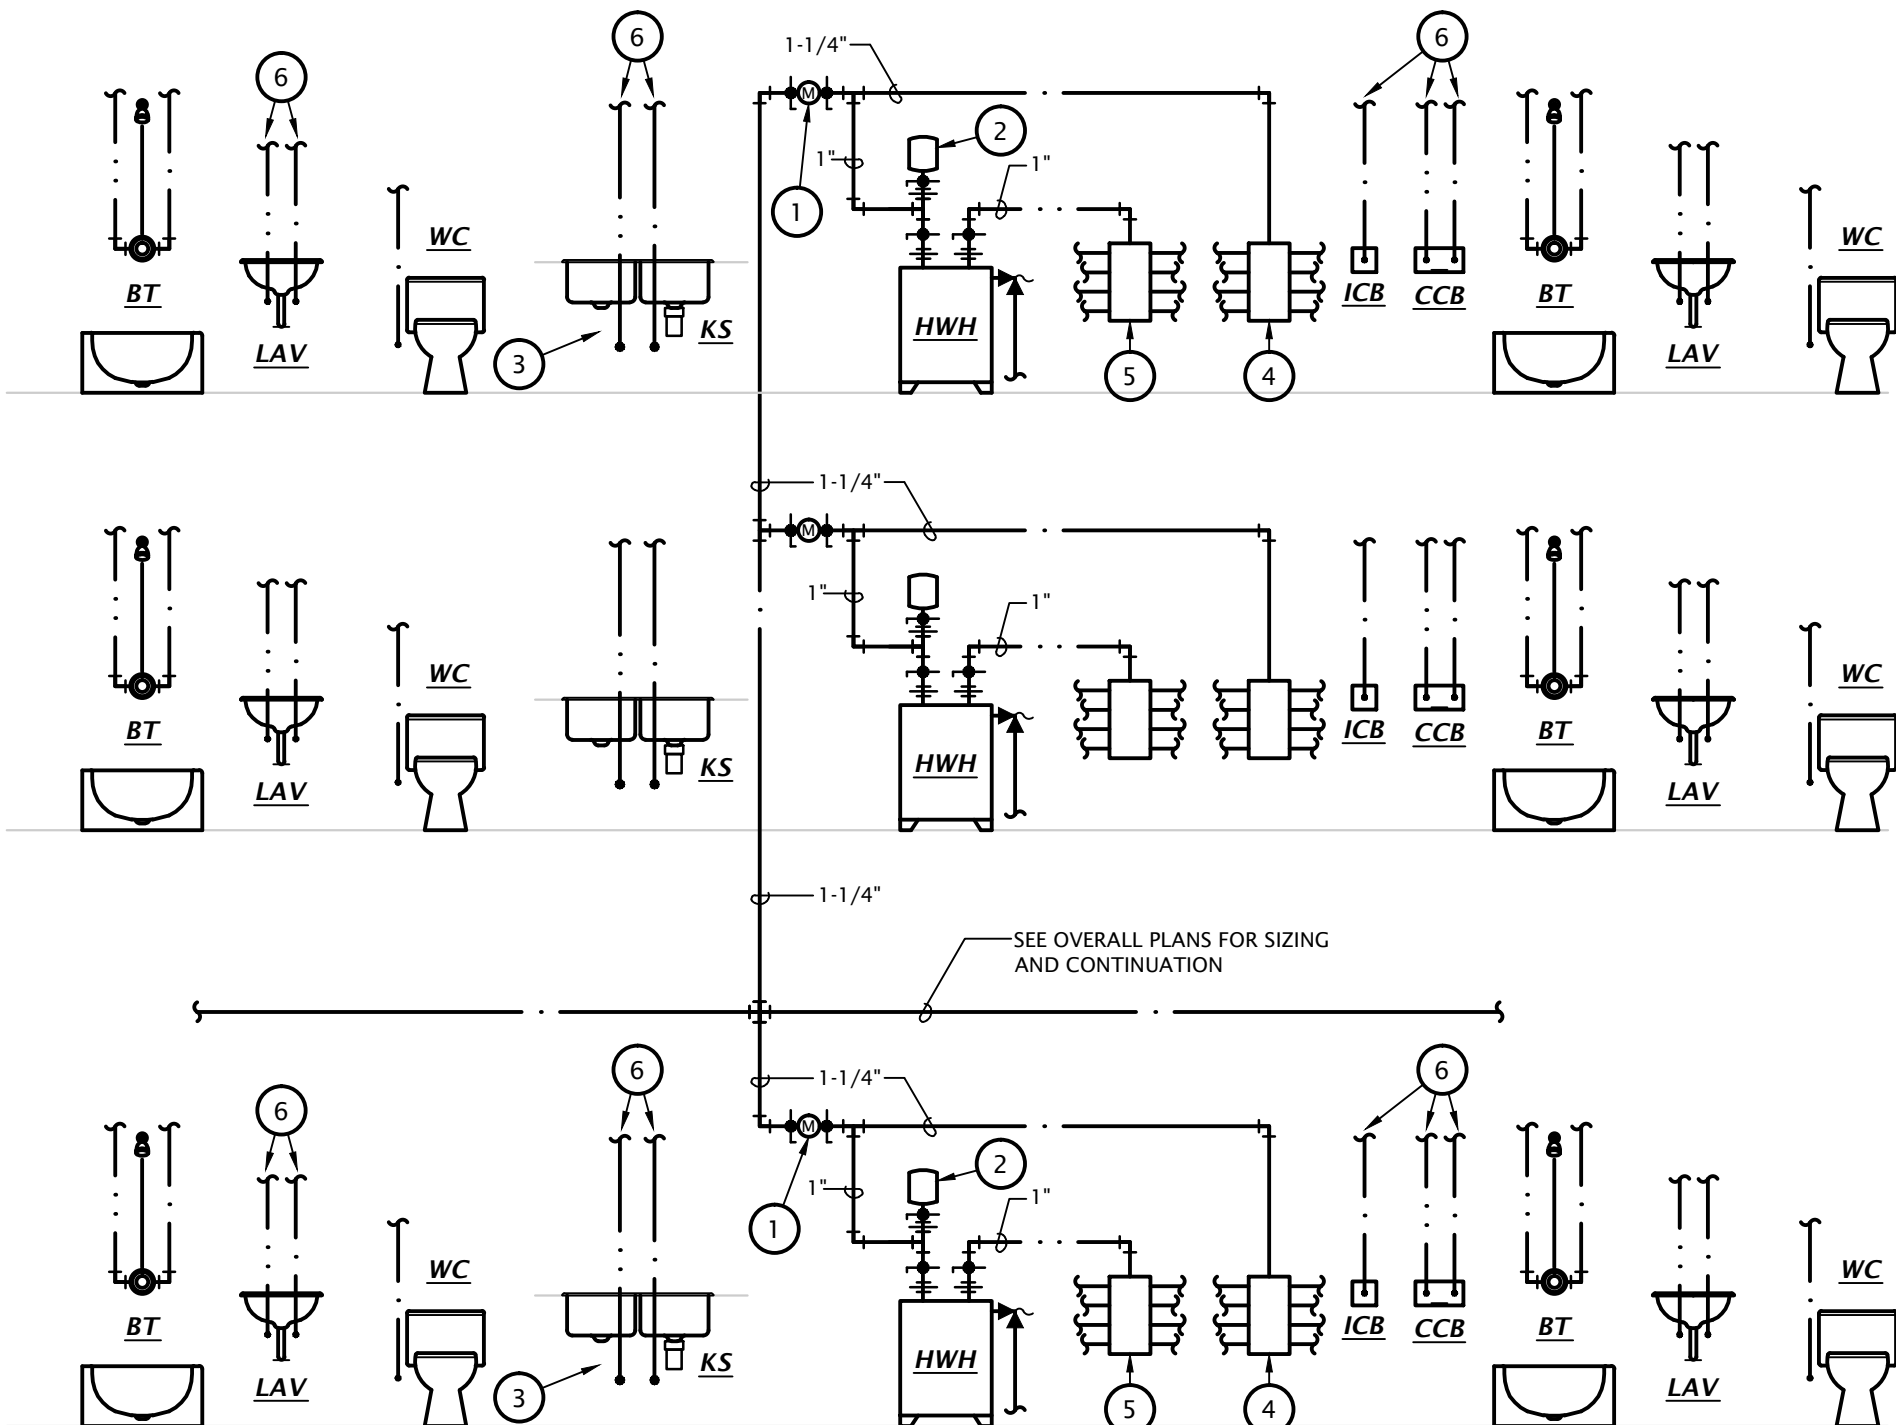 6
6
1-1/4"
6
M
2
1"
1"
1
WC
WC
BT
ICB
CCB
BT
HWH
KS
LAV
LAV
3
5
4
1-1/4"
M
1"
1"
WC
WC
BT
ICB
CCB
BT
KS
HWH
LAV
LAV
1-1/4"
SEE OVERALL PLANS FOR SIZING
AND CONTINUATION
6
6
6
1-1/4"
M
2
1"
1"
1
WC
WC
BT
ICB
CCB
BT
HWH
KS
LAV
LAV
3
5
4